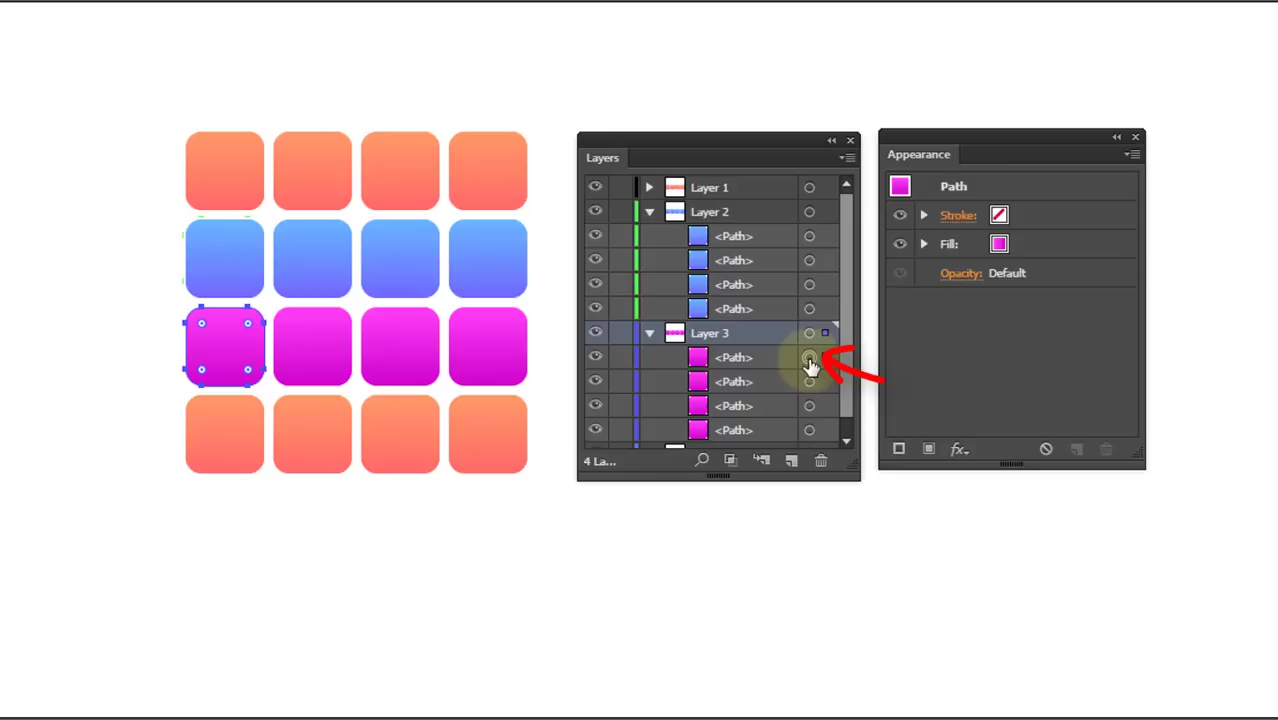 Layers
Layer 1
Layer 2
<Path>
<Path>
<Path>
<Path>
Layer 3
<Path>
<Path>
<Path>
<Path>
4 La...
Appearance
Path
Stroke:
Fill:
Opacity: Default
fx